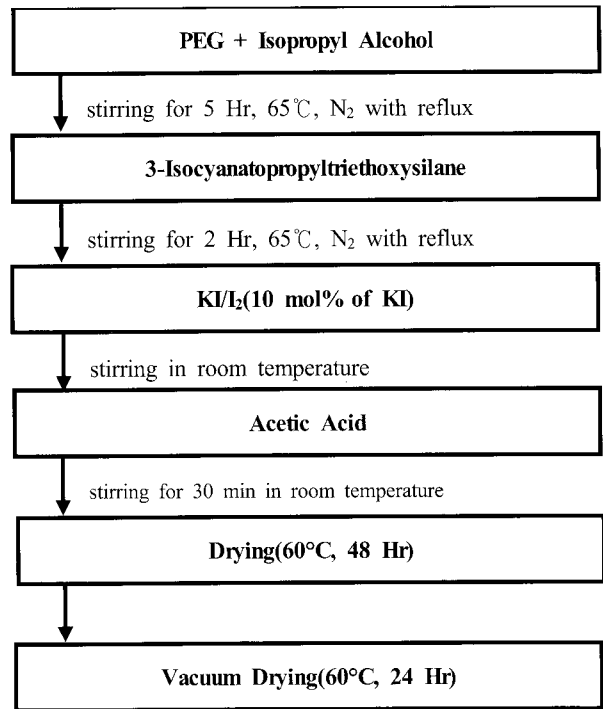 PEG + Isopropyl Alcohol
stirring for 5 Hr, 65℃, N₂ with reflux
3-Isocyanatopropyltriethoxysilane
stirring for 2 Hr, 65℃, N₂ with reflux
KI/I₂(10 mol% of KI)
stirring in room temperature
Acetic Acid
stirring for 30 min in room temperature
Drying(60°C, 48 Hr)
Vacuum Drying(60°C, 24 Hr)